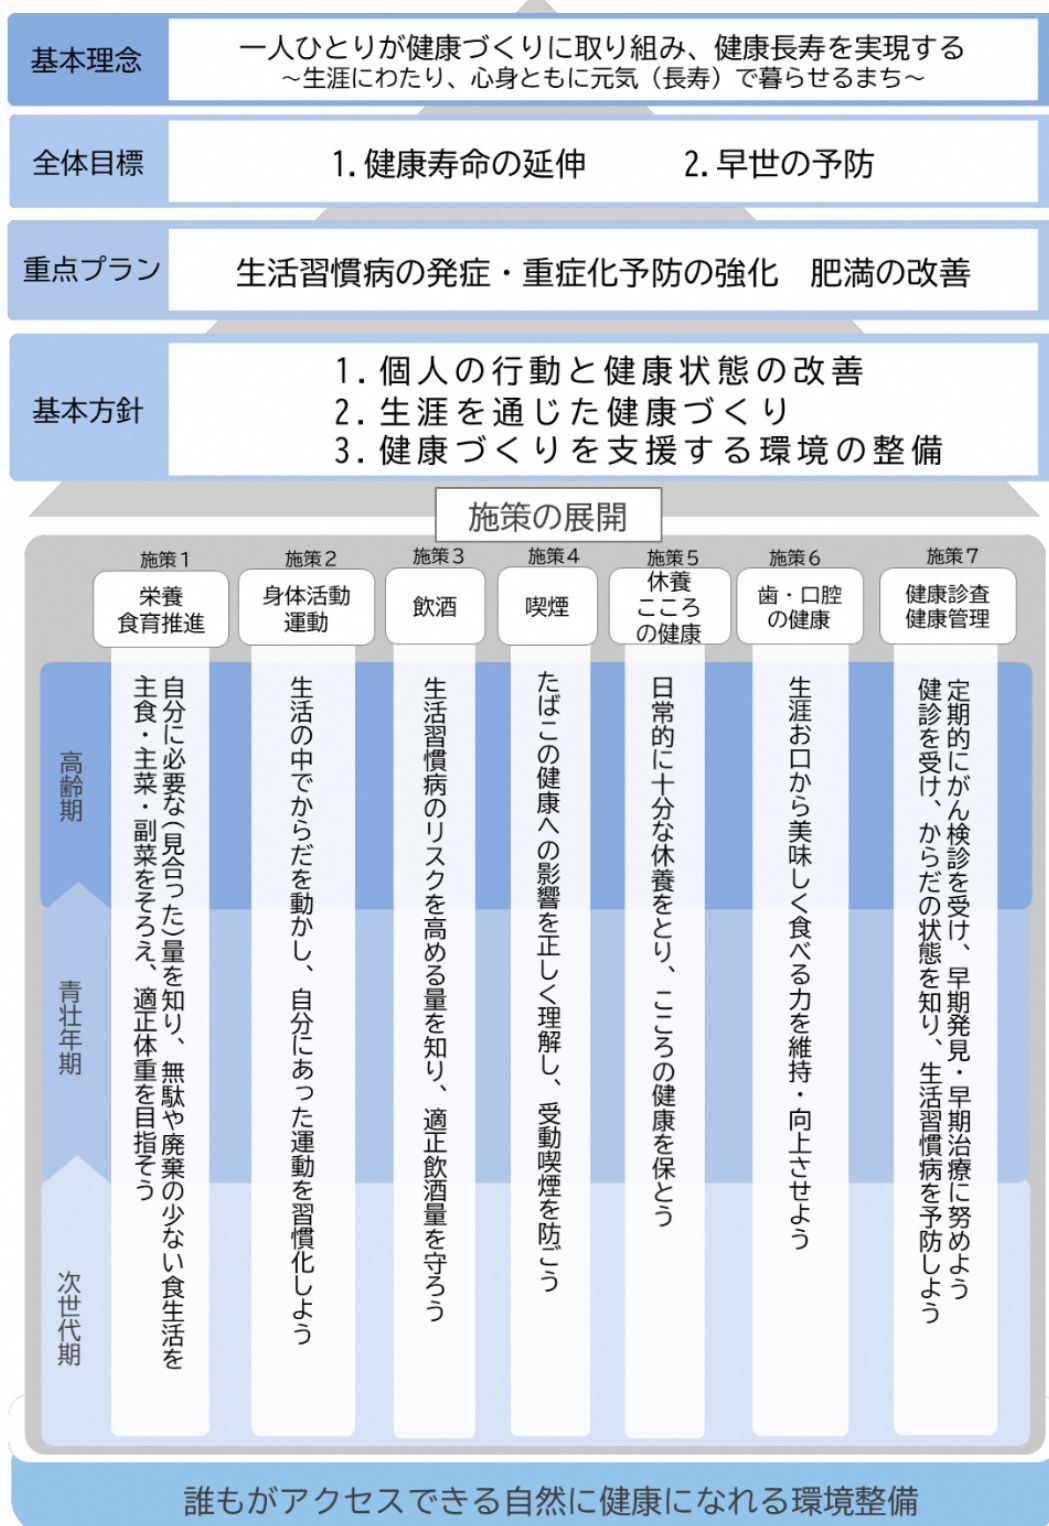 基本理念
一人ひとりが健康づくりに取り組み、健康長寿を実現する
～生涯にわたり、心身ともに元気（長寿）で暮らせるまち～
全体目標
1.健康寿命の延伸 2.早世の予防
重点プラン
生活習慣病の発症・重症化予防の強化 肥満の改善
基本方針
1.個人の行動と健康状態の改善
2.生涯を通じた健康づくり
3.健康づくりを支援する環境の整備
施策の展開
施策1
栄養
食育推進
自分に必要な（見合った）量を知り、無駄や廃棄の少ない食生活を
主食・主菜・副菜をそろえ、適正体重を目指そう
施策2
身体活動
運動
生活の中でからだを動かし、自分にあった運動を習慣化しよう
施策3
飲酒
生活習慣病のリスクを高める量を知り、適正飲酒量を守ろう
施策4
喫煙
たばこの健康への影響を正しく理解し、受動喫煙を防ごう
施策5
休養
こころ
の健康
日常的に十分な休養をとり、こころの健康を保とう
施策6
歯・口腔
の健康
生涯お口から美味しく食べる力を維持・向上させよう
施策7
健康診査
健康管理
定期的にがん検診を受け、早期発見・早期治療に努めよう
健診を受け、からだの状態を知り、生活習慣病を予防しよう
高齢期
青壮年期
次世代期
誰もがアクセスできる自然に健康になれる環境整備